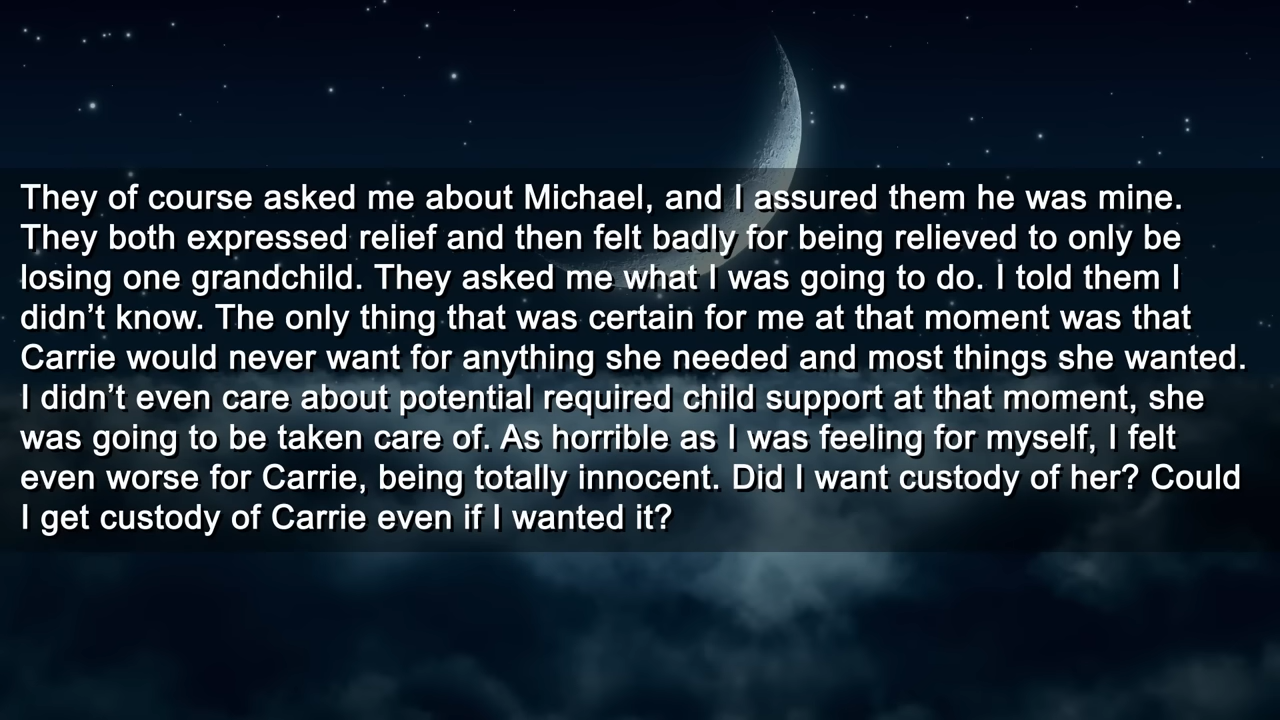 They of course asked me about Michael, and I assured them he was mine.
They both expressed relief and then felt badly for being relieved to only be
losing one grandchild. They asked me what I was going to do. I told them I
didn’t know. The only thing that was certain for me at that moment was that
Carrie would never want for anything she needed and most things she wanted.
I didn’t even care about potential required child support at that moment, she
was going to be taken care of. As horrible as I was feeling for myself, I felt
even worse for Carrie, being totally innocent. Did I want custody of her? Could
I get custody of Carrie even if I wanted it?